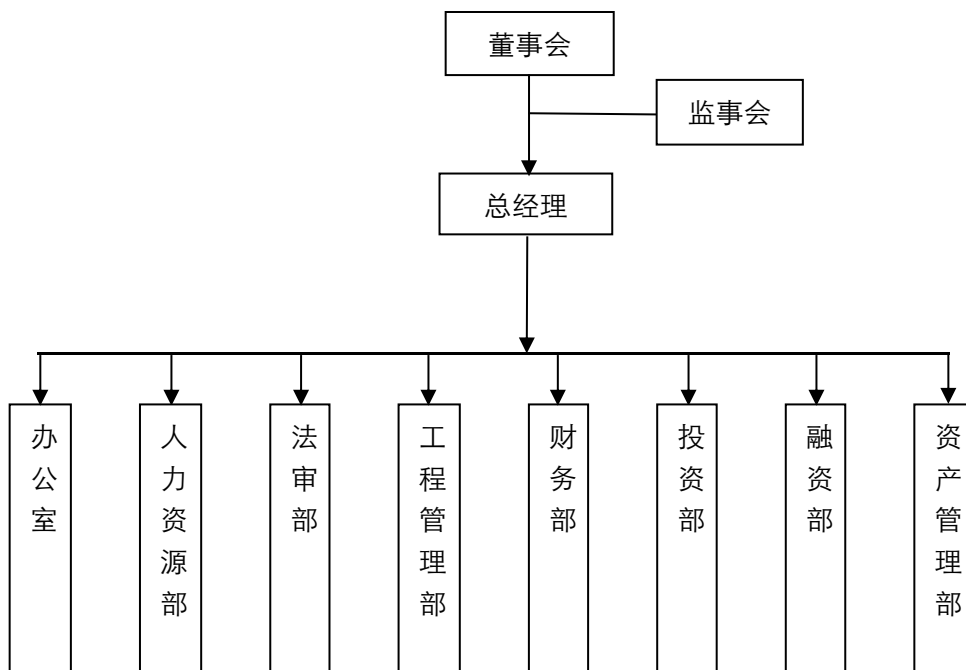 董事会
监事会
总经理
办公室
人力资源部
法审部
工程管理部
财务部
投资部
融资部
资产管理部